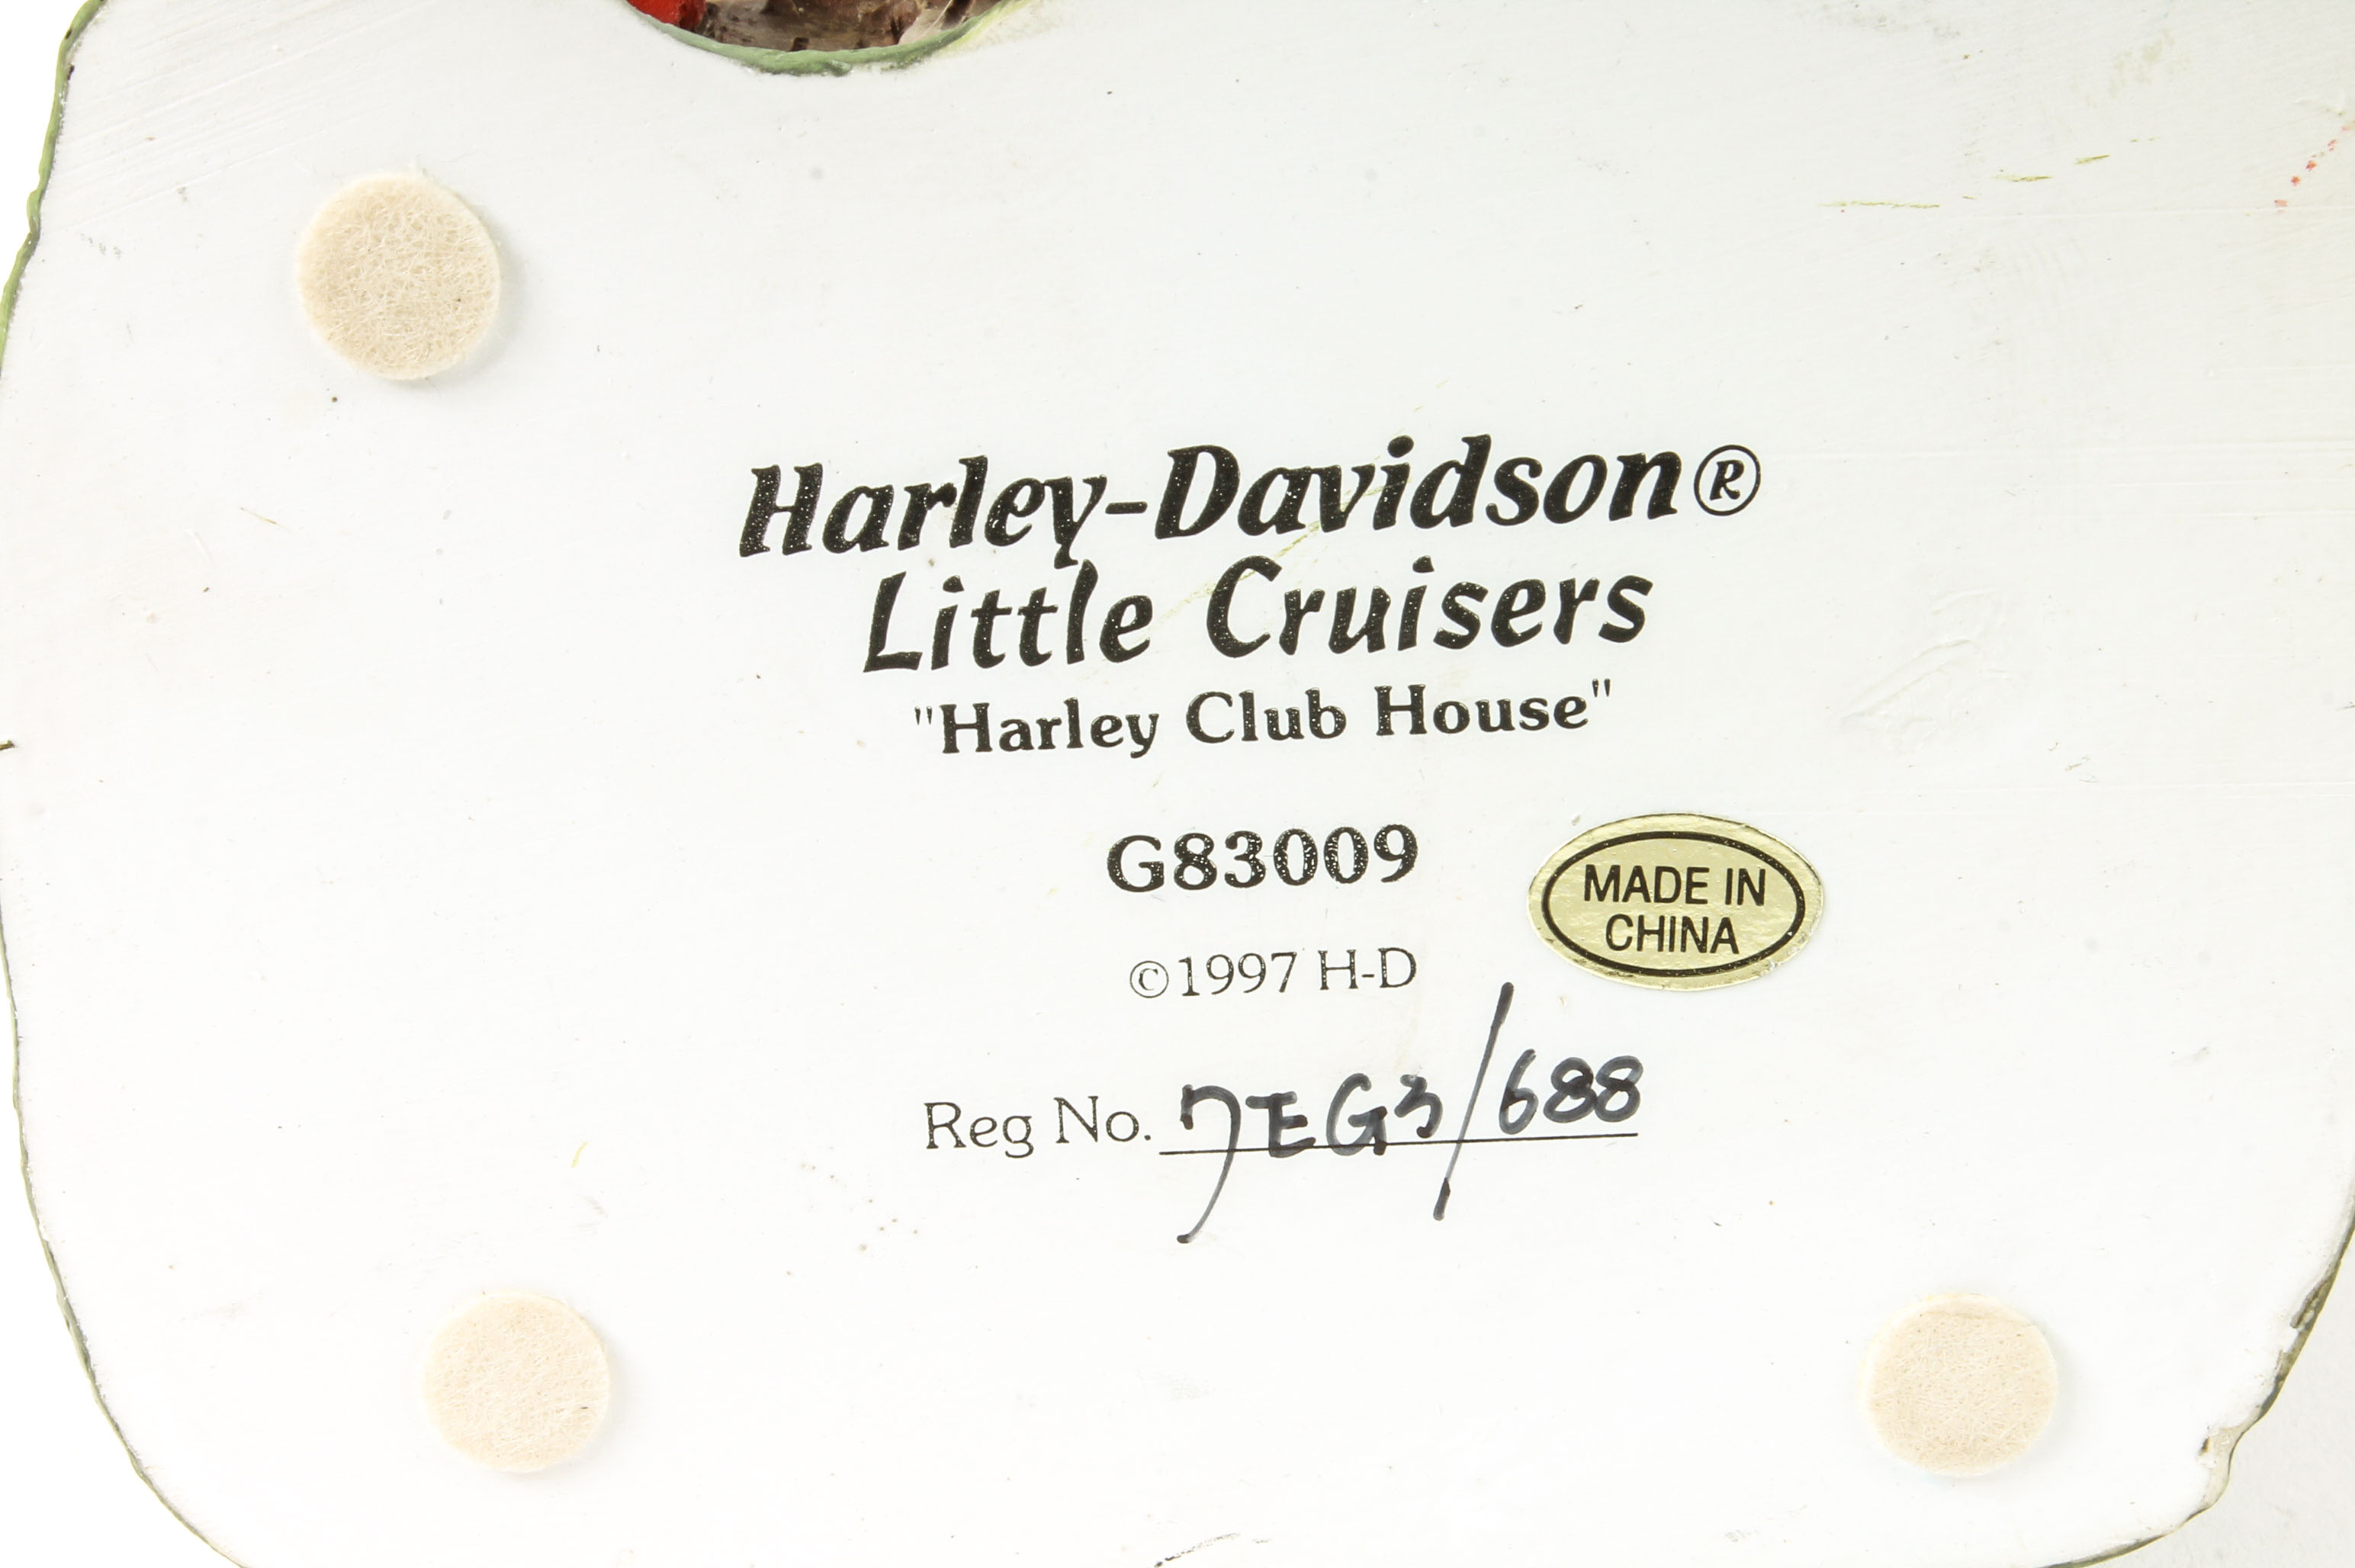 Harley-Davidson®
Little Cruisers
"Harley Club House"
G83009
MADE IN
CHINA
©1997 H-D
Reg No. 7EG3/688